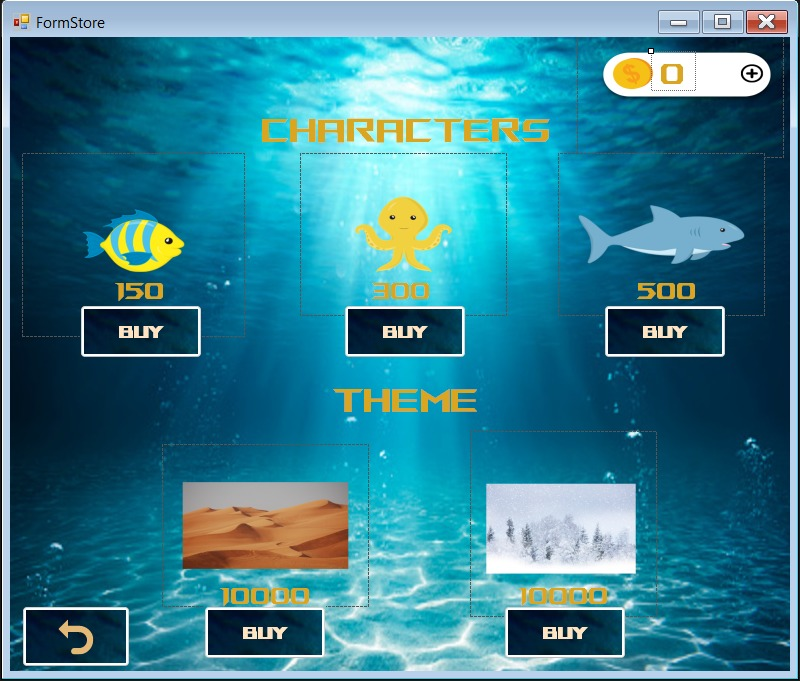 FormStore
$ 0
CHARACTERS
150 300 500
BUY BUY BUY
THEME
10000 10000
BUY BUY